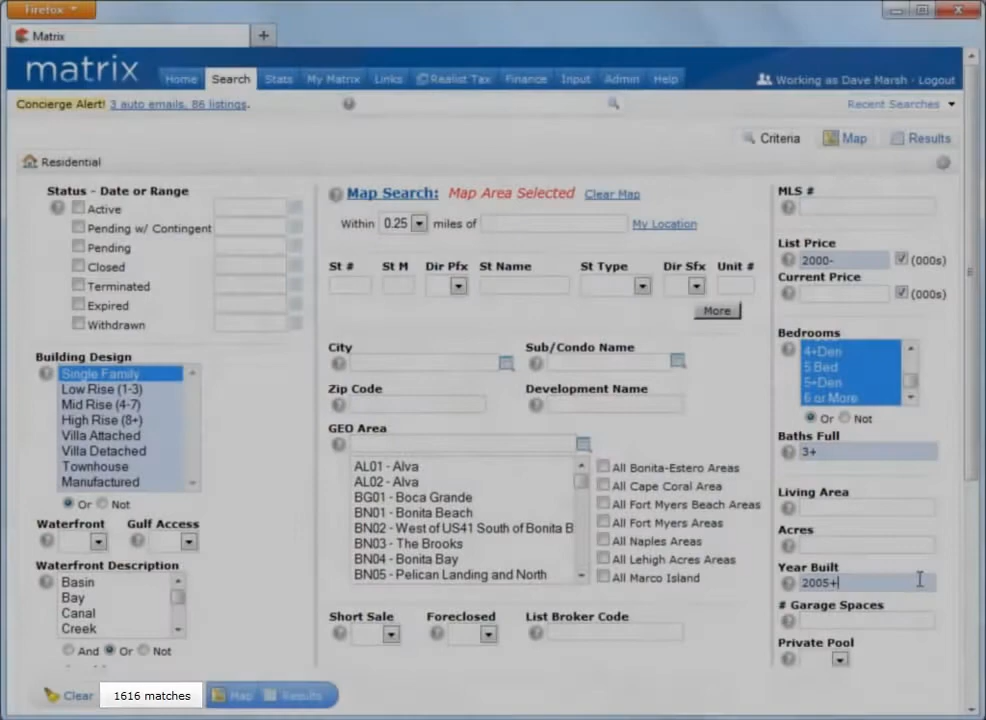 Firefox
Matrix
+
matrix
Home Search Stats My Matrix Links Realist Tax Finance Input Admin Help
Working as Dave Marsh · Logout
Concierge Alert! 3 auto emails, 86 listings.
Recent Searches
Criteria Map Results
Residential
Status - Date or Range
Active
Pending w/ Contingent
Pending
Closed
Terminated
Expired
Withdrawn
Building Design
Single Family
Low Rise (1-3)
Mid Rise (4-7)
High Rise (8+)
Villa Attached
Villa Detached
Townhouse
Manufactured
Or Not
Waterfront Gulf Access
Waterfront Description
Basin
Bay
Canal
Creek
And Or Not
Map Search: Map Area Selected Clear Map
Within 0.25 miles of My Location
St # St M Dir Pfx St Name St Type Dir Sfx Unit #
More
City Sub/Condo Name
Zip Code Development Name
GEO Area
AL01 - Alva
AL02 - Alva
BG01 - Boca Grande
BN01 - Bonita Beach
BN02 - West of US41 South of Bonita B
BN03 - The Brooks
BN04 - Bonita Bay
BN05 - Pelican Landing and North
All Bonita-Estero Areas
All Cape Coral Area
All Fort Myers Beach Areas
All Fort Myers Areas
All Naples Areas
All Lehigh Acres Areas
All Marco Island
Short Sale Foreclosed List Broker Code
MLS #
List Price
2000- (000s)
Current Price
(000s)
Bedrooms
4+Den
5 Bed
5+Den
6 or More
Or Not
Baths Full
3+
Living Area
Acres
Year Built
2005+
# Garage Spaces
Private Pool
Clear 1616 matches Map Results